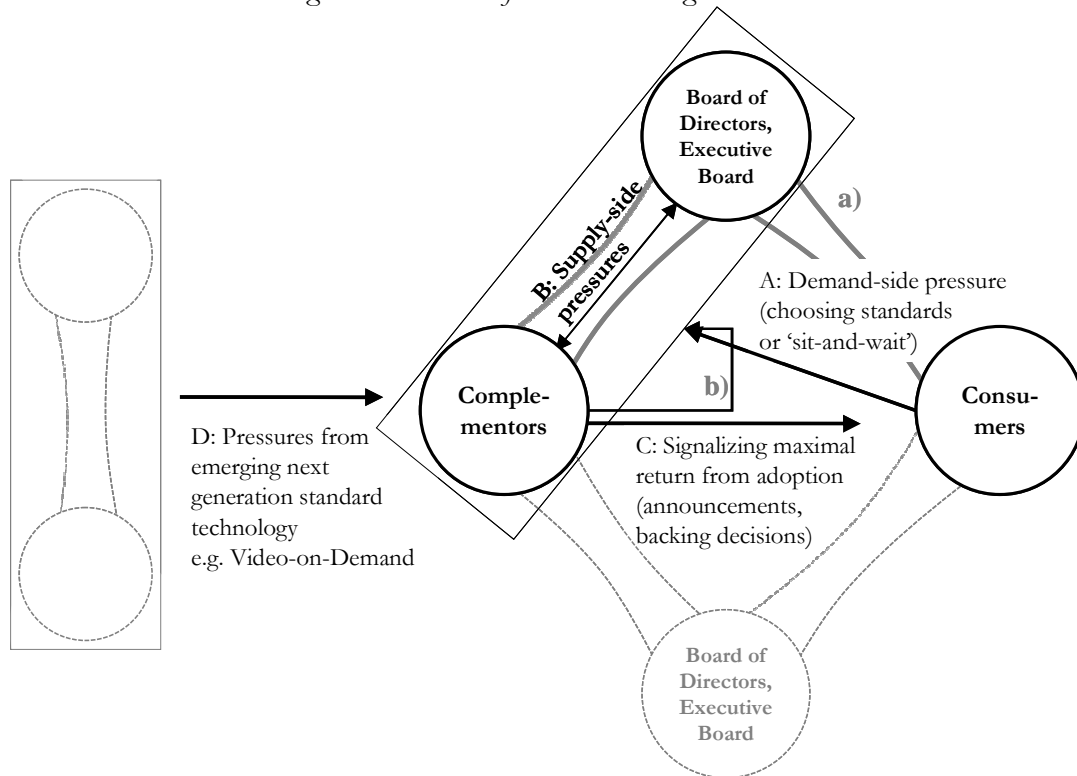 Board of
Directors,
Executive
Board
a)
B: Supply-side
pressures
A: Demand-side pressure
(choosing standards
or ‘sit-and-wait’)
b)
Comple-
mentors
Consu-
mers
D: Pressures from
emerging next
generation standard
technology
e.g. Video-on-Demand
C: Signalizing maximal
return from adoption
(announcements,
backing decisions)
Board of
Directors,
Executive
Board